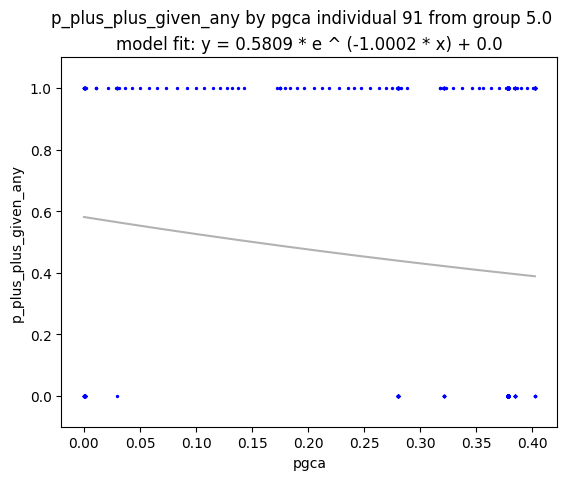 p_plus_plus_given_any by pgca individual 91 from group 5.0
model fit: y = 0.5809 * e ^ (-1.0002 * x) + 0.0
1.0
0.8
0.6
0.4
0.2
0.0
p_plus_plus_given_any
0.00 0.05 0.10 0.15 0.20 0.25 0.30 0.35 0.40
pgca